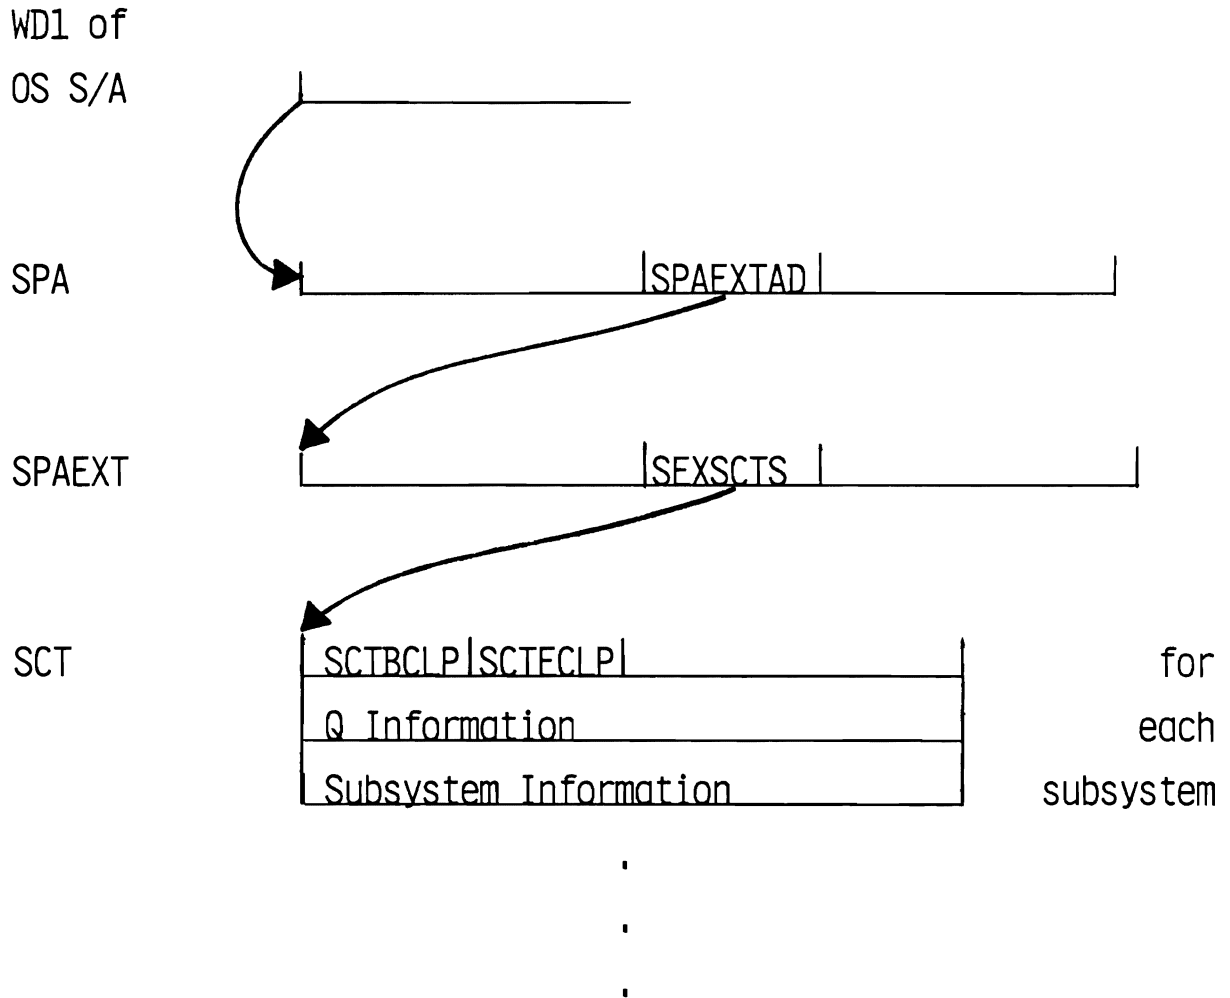 WD1 of
OS S/A
SPA SPAEXTAD
SPAEXT SEXSCTS
SCT SCTBCLP SCTECLP for
Q Information each
Subsystem Information subsystem
.
.
.